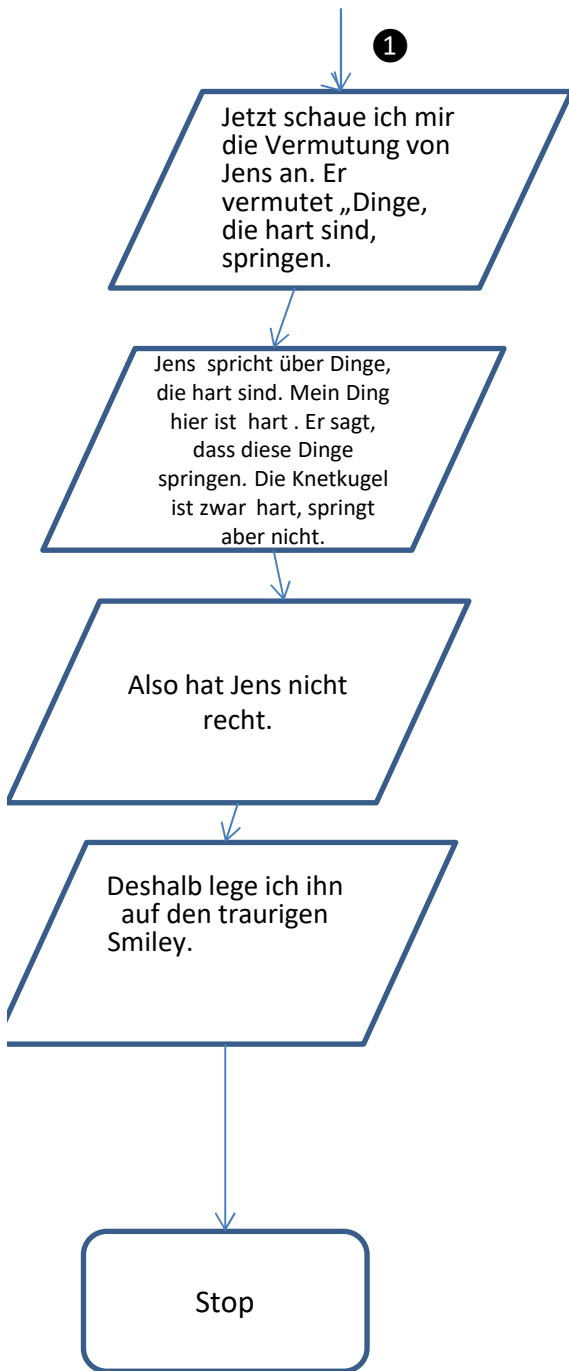 ❶
Jetzt schaue ich mir
die Vermutung von
Jens an. Er
vermutet „Dinge,
die hart sind,
springen.
Jens spricht über Dinge,
die hart sind. Mein Ding
hier ist hart . Er sagt,
dass diese Dinge
springen. Die Knetkugel
ist zwar hart, springt
aber nicht.
Also hat Jens nicht
recht.
Deshalb lege ich ihn
auf den traurigen
Smiley.
Stop